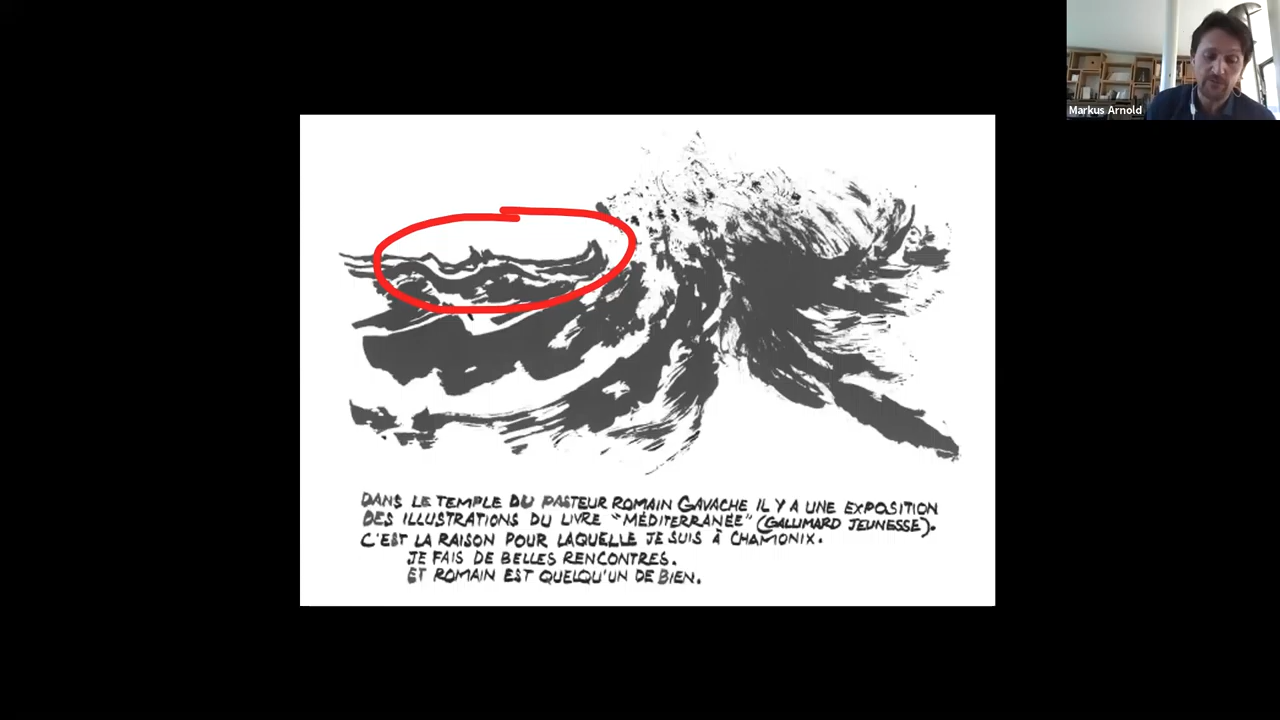 Markus Arnold
DANS LE TEMPLE DU PASTEUR ROMAIN GAVACHE IL Y A UNE EXPOSITION
DES ILLUSTRATIONS DU LIVRE "MÉDITERRANÉE" (GALLIMARD JEUNESSE).
C'EST LA RAISON POUR LAQUELLE JE SUIS À CHAMONIX.
JE FAIS DE BELLES RENCONTRES.
ET ROMAIN EST QUELQU'UN DE BIEN.